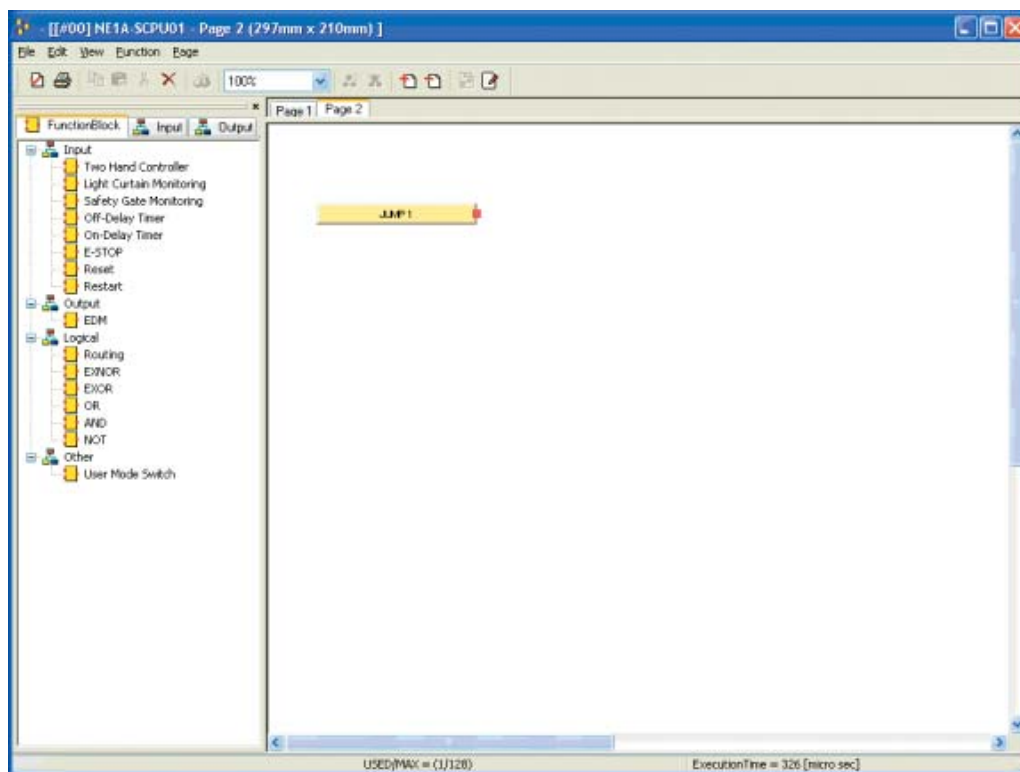 - [[#00] NE1A-SCPU01 - Page 2 (297mm x 210mm) ]
File Edit View Function Page
100%
Page 1 Page 2
FunctionBlock Input Output
Input
Two Hand Controller
Light Curtain Monitoring
Safety Gate Monitoring
Off-Delay Timer
On-Delay Timer
E-STOP
Reset
Restart
Output
EDM
Logical
Routing
EXNOR
EXOR
OR
AND
NOT
Other
User Mode Switch
JUMP1
USED/MAX = (1/128) ExecutionTime = 326 [micro sec]